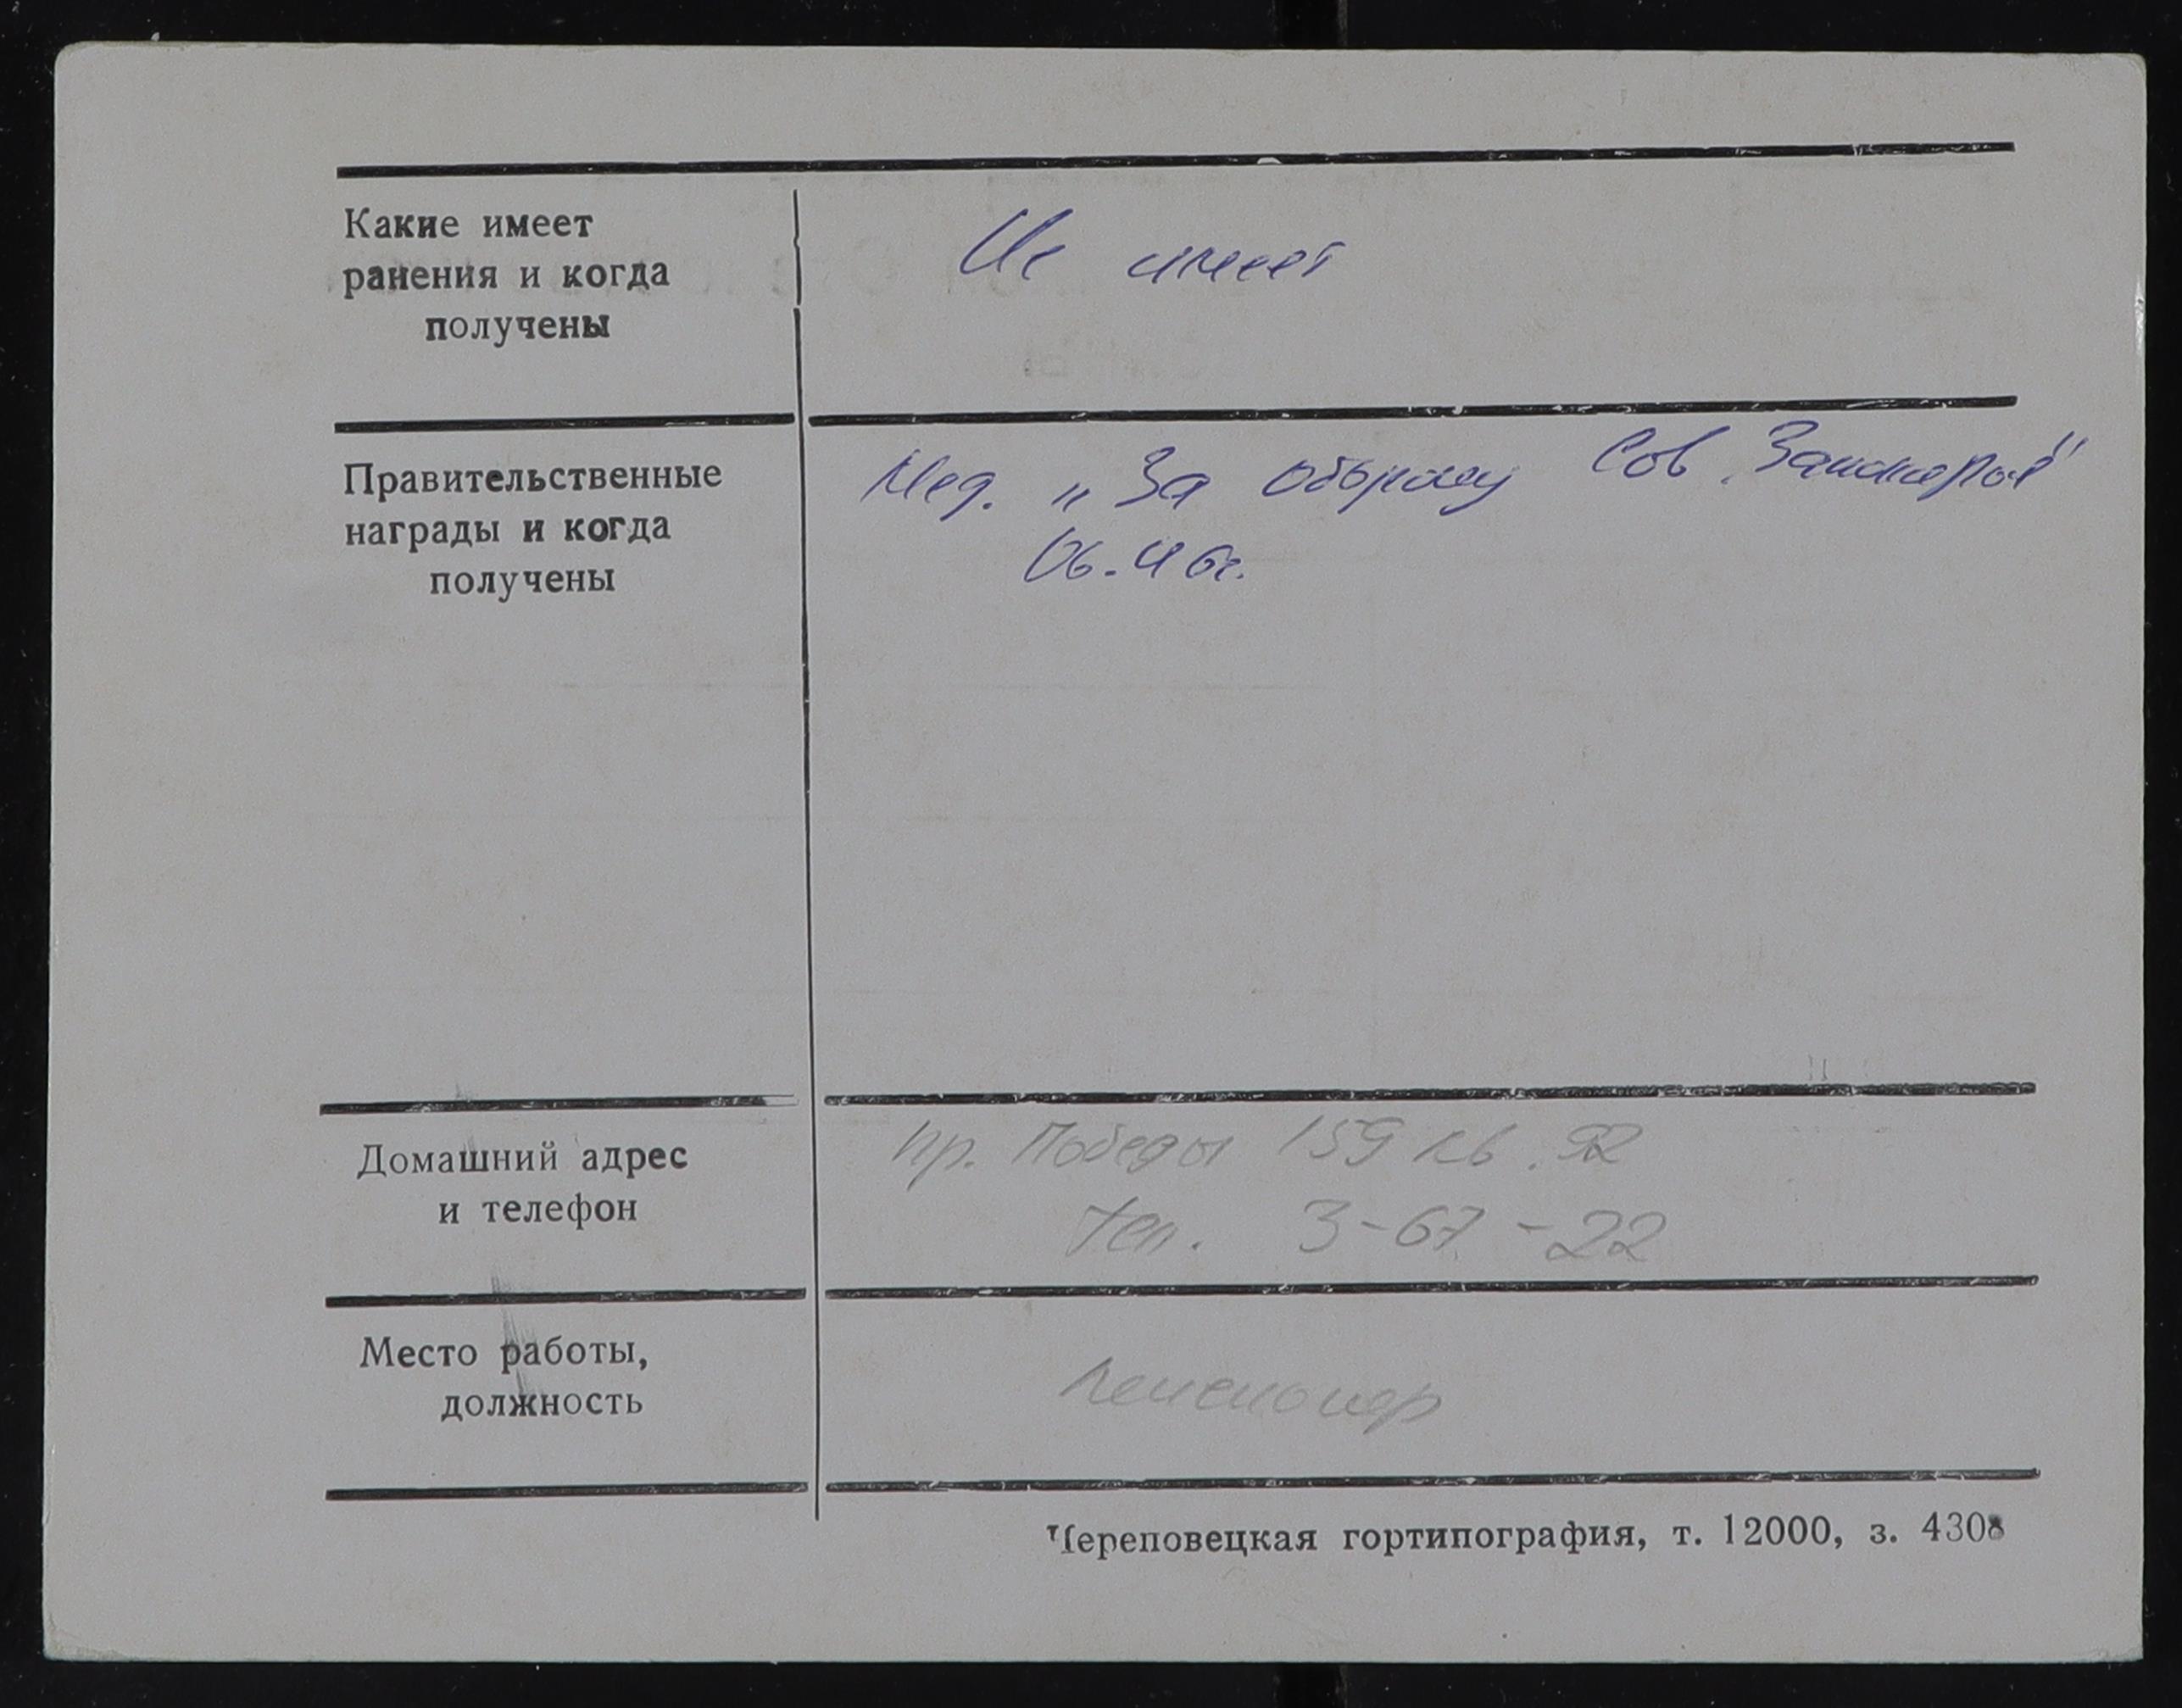 Какие имеет
ранения и когда
получены
Не имеет
Правительственные
награды и когда
получены
Мед. „За оборону Сов. Заполярья"
06.46г.
Домашний адрес
и телефон
пр. Победы 159 кв. 92
тел. 3-67-22
Место работы,
должность
пенсионер
Череповецкая гортипография, т. 12000, з. 4308